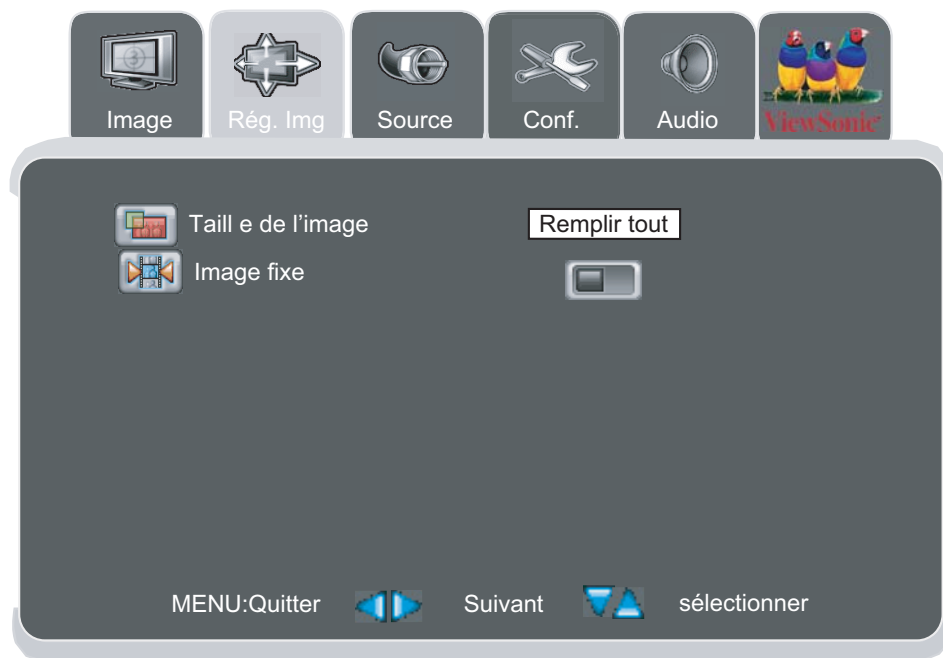 Image Rég. Img Source Conf. Audio ViewSonic®
Taill e de l'image Remplir tout
Image fixe
MENU:Quitter Suivant sélectionner